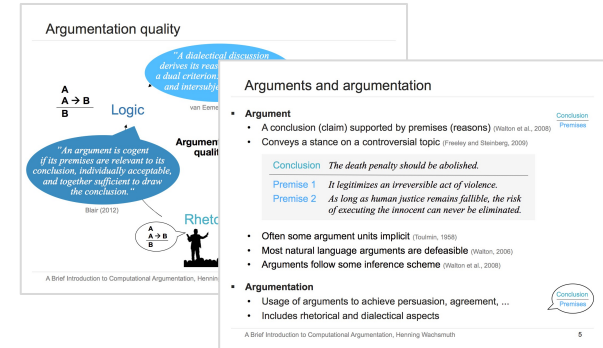 Argumentation quality
"A dialectical discussion
derives its reas
a dual criterion
and intersubje
van Eeme
A
A → B
B
Logic
"An argument is cogent
if its premises are relevant to its
conclusion, individually acceptable,
and together sufficient to draw
the conclusion."
Blair (2012)
Argumen
qualit
Rheto
A
A → B
B
A Brief Introduction to Computational Argumentation, Henning
Arguments and argumentation
Argument
• A conclusion (claim) supported by premises (reasons) (Walton et al., 2008)
• Conveys a stance on a controversial topic (Freeley and Steinberg, 2009)
Conclusion
Premises
Conclusion The death penalty should be abolished.
Premise 1 It legitimizes an irreversible act of violence.
Premise 2 As long as human justice remains fallible, the risk
of executing the innocent can never be eliminated.
• Often some argument units implicit (Toulmin, 1958)
• Most natural language arguments are defeasible (Walton, 2006)
• Arguments follow some inference scheme (Walton et al., 2008)
Argumentation
• Usage of arguments to achieve persuasion, agreement, ...
• Includes rhetorical and dialectical aspects
Conclusion
Premises
A Brief Introduction to Computational Argumentation, Henning Wachsmuth
5